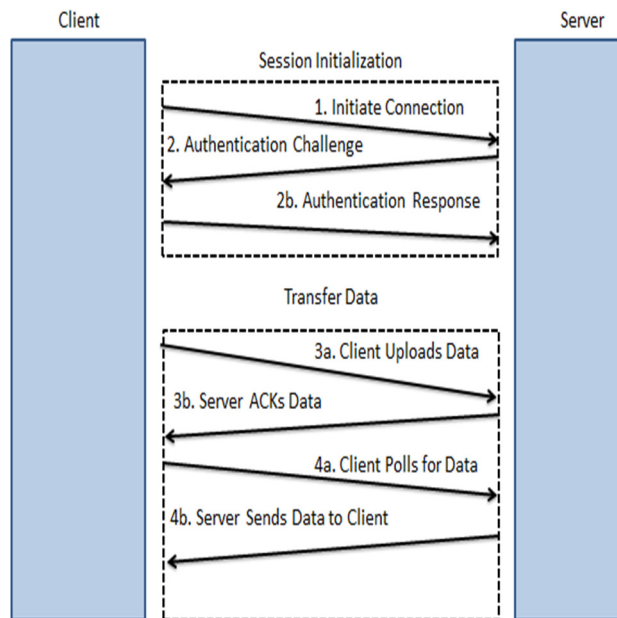 Client
Server
Session Initialization
1. Initiate Connection
2. Authentication Challenge
2b. Authentication Response
Transfer Data
3a. Client Uploads Data
3b. Server ACKs Data
4a. Client Polls for Data
4b. Server Sends Data to Client